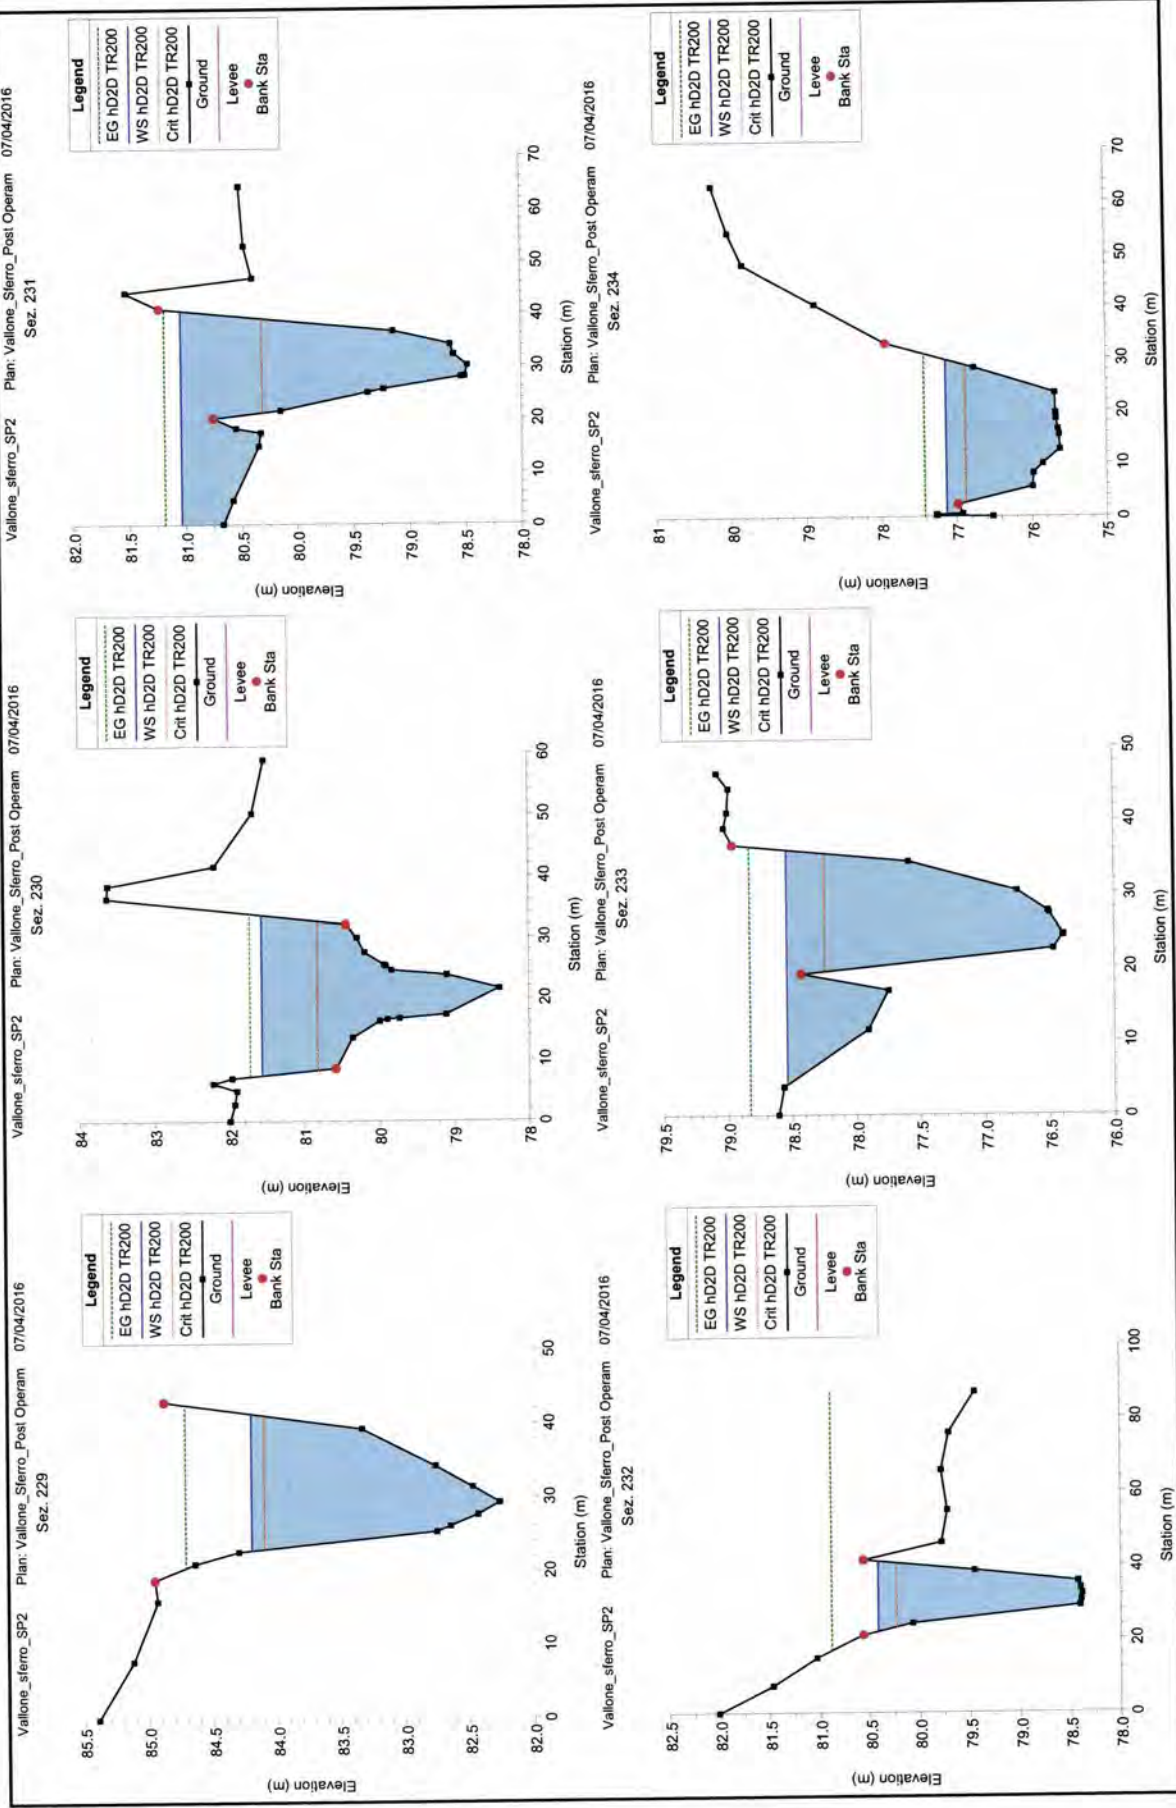 Vallone_sferro_SP2 Plan: Vallone_Sferro_Post Operam 07/04/2016
Sez. 229
Legend
EG hD2D TR200
WS hD2D TR200
Crit hD2D TR200
Ground
Levee
Bank Sta
Elevation (m)
85.5
85.0
84.5
84.0
83.5
83.0
82.5
82.0
0 10 20 30 40 50
Station (m)
Vallone_sferro_SP2 Plan: Vallone_Sferro_Post Operam 07/04/2016
Sez. 230
Legend
EG hD2D TR200
WS hD2D TR200
Crit hD2D TR200
Ground
Levee
Bank Sta
Elevation (m)
84
83
82
81
80
79
78
0 10 20 30 40 50 60
Station (m)
Vallone_sferro_SP2 Plan: Vallone_Sferro_Post Operam 07/04/2016
Sez. 231
Legend
EG hD2D TR200
WS hD2D TR200
Crit hD2D TR200
Ground
Levee
Bank Sta
Elevation (m)
82.0
81.5
81.0
80.5
80.0
79.5
79.0
78.5
78.0
0 10 20 30 40 50 60 70
Station (m)
Vallone_sferro_SP2 Plan: Vallone_Sferro_Post Operam 07/04/2016
Sez. 232
Legend
EG hD2D TR200
WS hD2D TR200
Crit hD2D TR200
Ground
Levee
Bank Sta
Elevation (m)
82.5
82.0
81.5
81.0
80.5
80.0
79.5
79.0
78.5
78.0
0 20 40 60 80 100
Station (m)
Vallone_sferro_SP2 Plan: Vallone_Sferro_Post Operam 07/04/2016
Sez. 233
Legend
EG hD2D TR200
WS hD2D TR200
Crit hD2D TR200
Ground
Levee
Bank Sta
Elevation (m)
79.5
79.0
78.5
78.0
77.5
77.0
76.5
76.0
0 10 20 30 40 50
Station (m)
Vallone_sferro_SP2 Plan: Vallone_Sferro_Post Operam 07/04/2016
Sez. 234
Legend
EG hD2D TR200
WS hD2D TR200
Crit hD2D TR200
Ground
Levee
Bank Sta
Elevation (m)
81
80
79
78
77
76
75
0 10 20 30 40 50 60 70
Station (m)